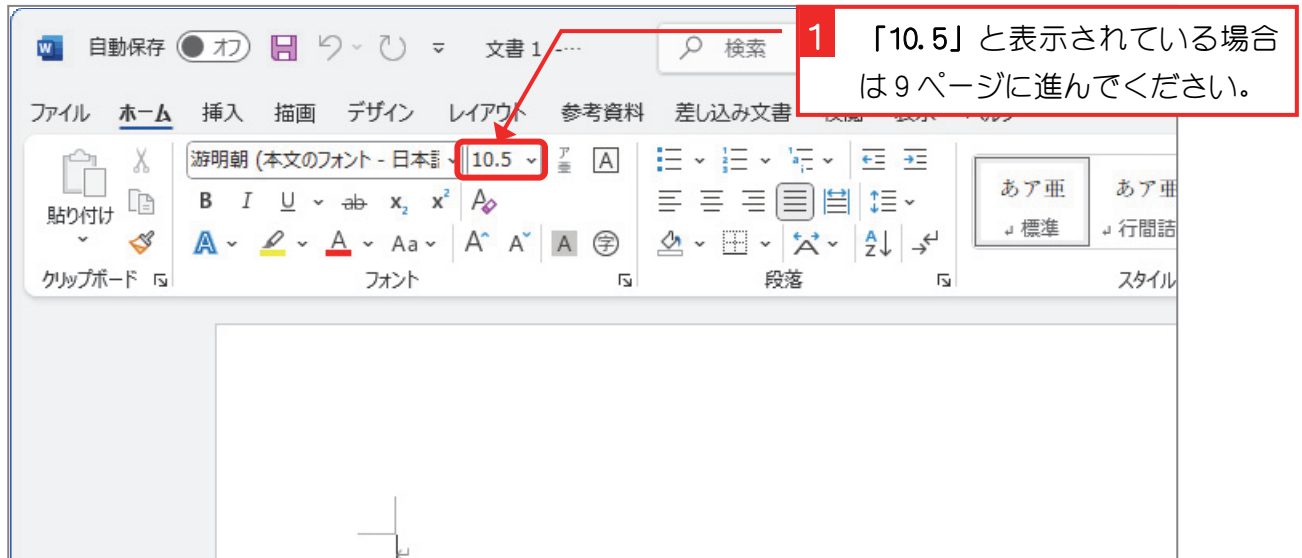 自動保存 オフ 文書 1 -… 検索
1 「10.5」と表示されている場合
は 9 ページに進んでください。
ファイル ホーム 挿入 描画 デザイン レイアウト 参考資料 差し込み文書
游明朝 (本文のフォント - 日本 10.5 ア亜 A
貼り付け
B I U ab x₂ x² A
A A Aa A A A 字 A Z
あア亜 あア亜
標準 行間詰
クリップボード フォント 段落 スタイル